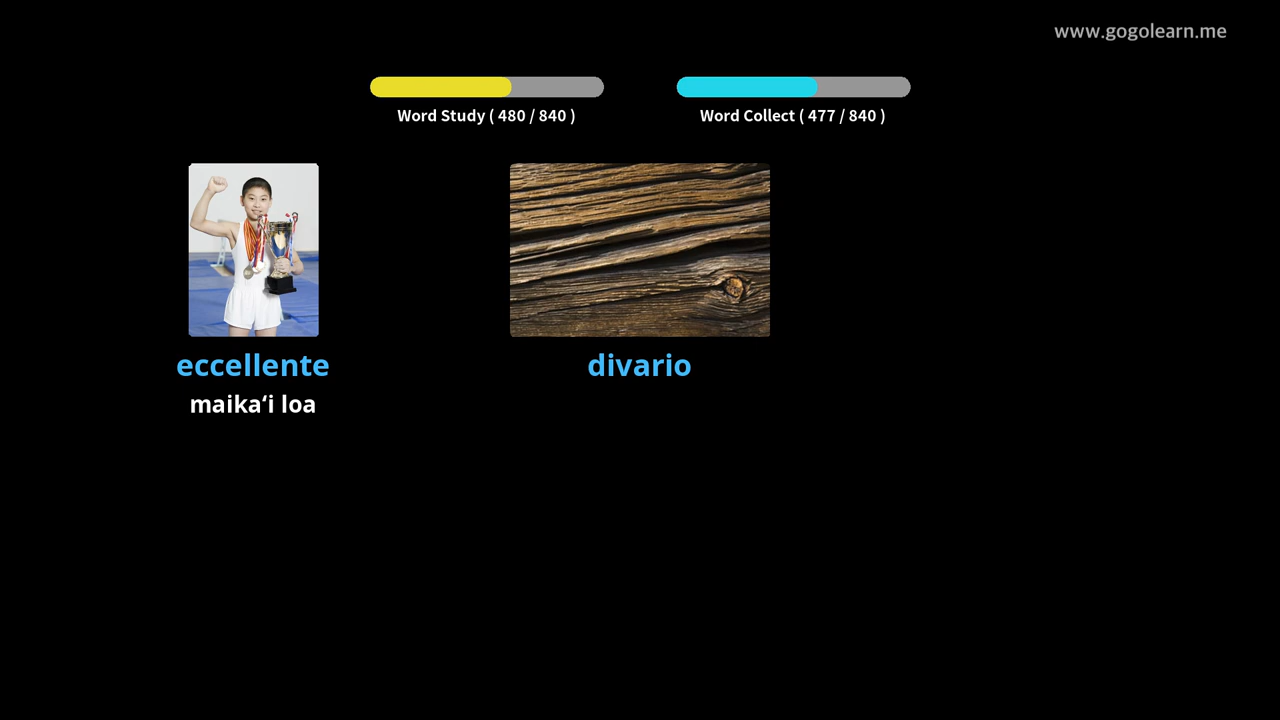 www.gogolearn.me
Word Study ( 480 / 840 )
Word Collect ( 477 / 840 )
eccellente
maikaʻi loa
divario